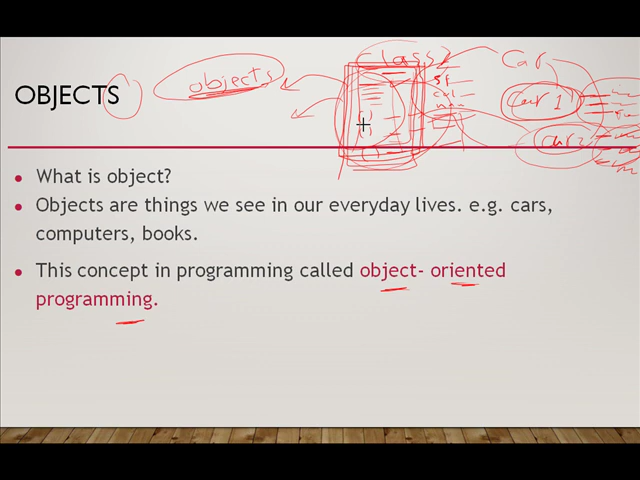 class
objects
Car
OBJECTS
Car 1
Car 2
What is object?
Objects are things we see in our everyday lives. e.g. cars,
computers, books.
This concept in programming called object- oriented
programming.